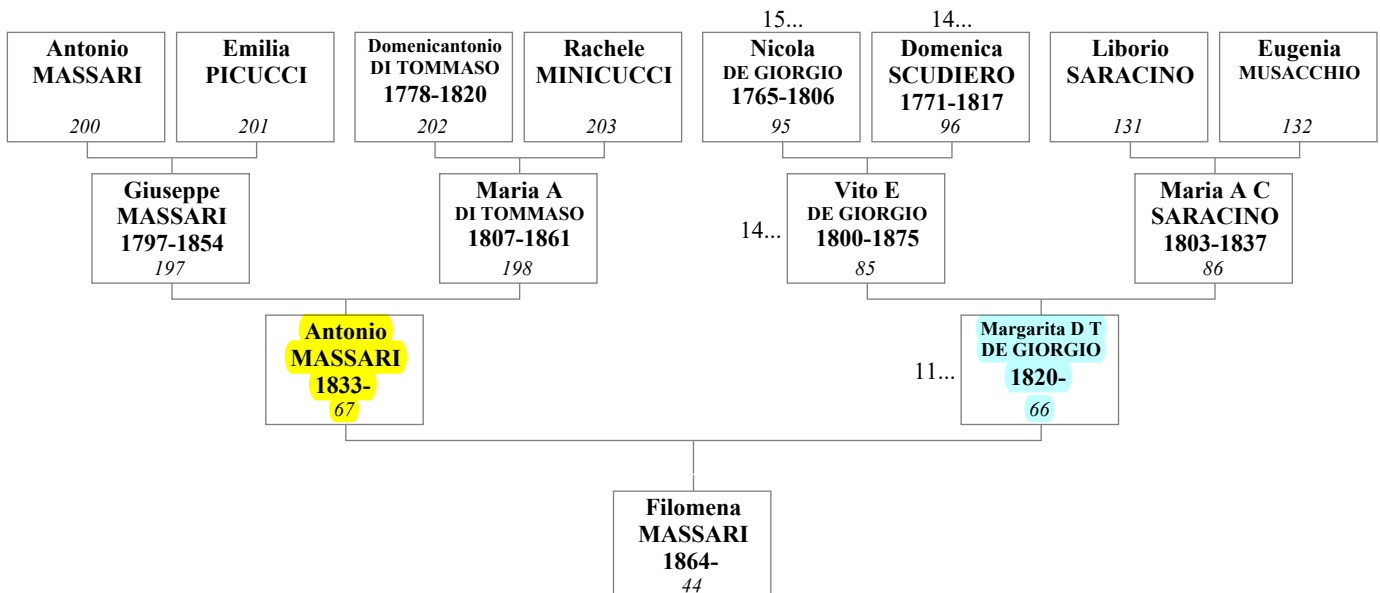 15...
14...
Antonio
MASSARI
200
Emilia
PICUCCI
201
Domenicantonio
DI TOMMASO
1778-1820
202
Rachele
MINICUCCI
203
Nicola
DE GIORGIO
1765-1806
95
Domenica
SCUDIERO
1771-1817
96
Liborio
SARACINO
131
Eugenia
MUSACCHIO
132
Giuseppe
MASSARI
1797-1854
197
Maria A
DI TOMMASO
1807-1861
198
14...
Vito E
DE GIORGIO
1800-1875
85
Maria A C
SARACINO
1803-1837
86
Antonio
MASSARI
1833-
67
11...
Margarita D T
DE GIORGIO
1820-
66
Filomena
MASSARI
1864-
44